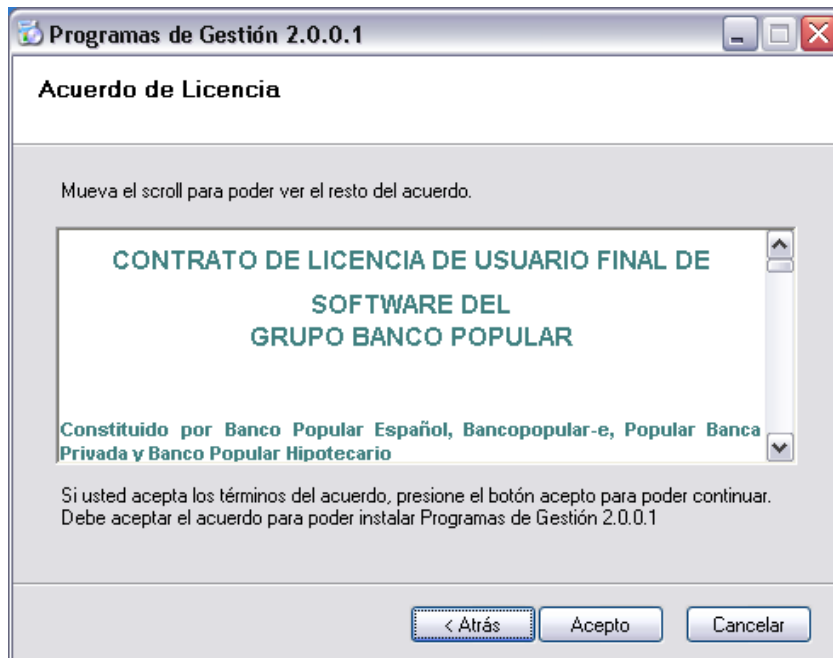 Programas de Gestión 2.0.0.1
Acuerdo de Licencia
Mueva el scroll para poder ver el resto del acuerdo.
CONTRATO DE LICENCIA DE USUARIO FINAL DE
SOFTWARE DEL
GRUPO BANCO POPULAR
Constituido por Banco Popular Español, Bancopopular-e, Popular Banca
Privada y Banco Popular Hipotecario
Si usted acepta los términos del acuerdo, presione el botón acepto para poder continuar.
Debe aceptar el acuerdo para poder instalar Programas de Gestión 2.0.0.1
< Atrás Acepto Cancelar